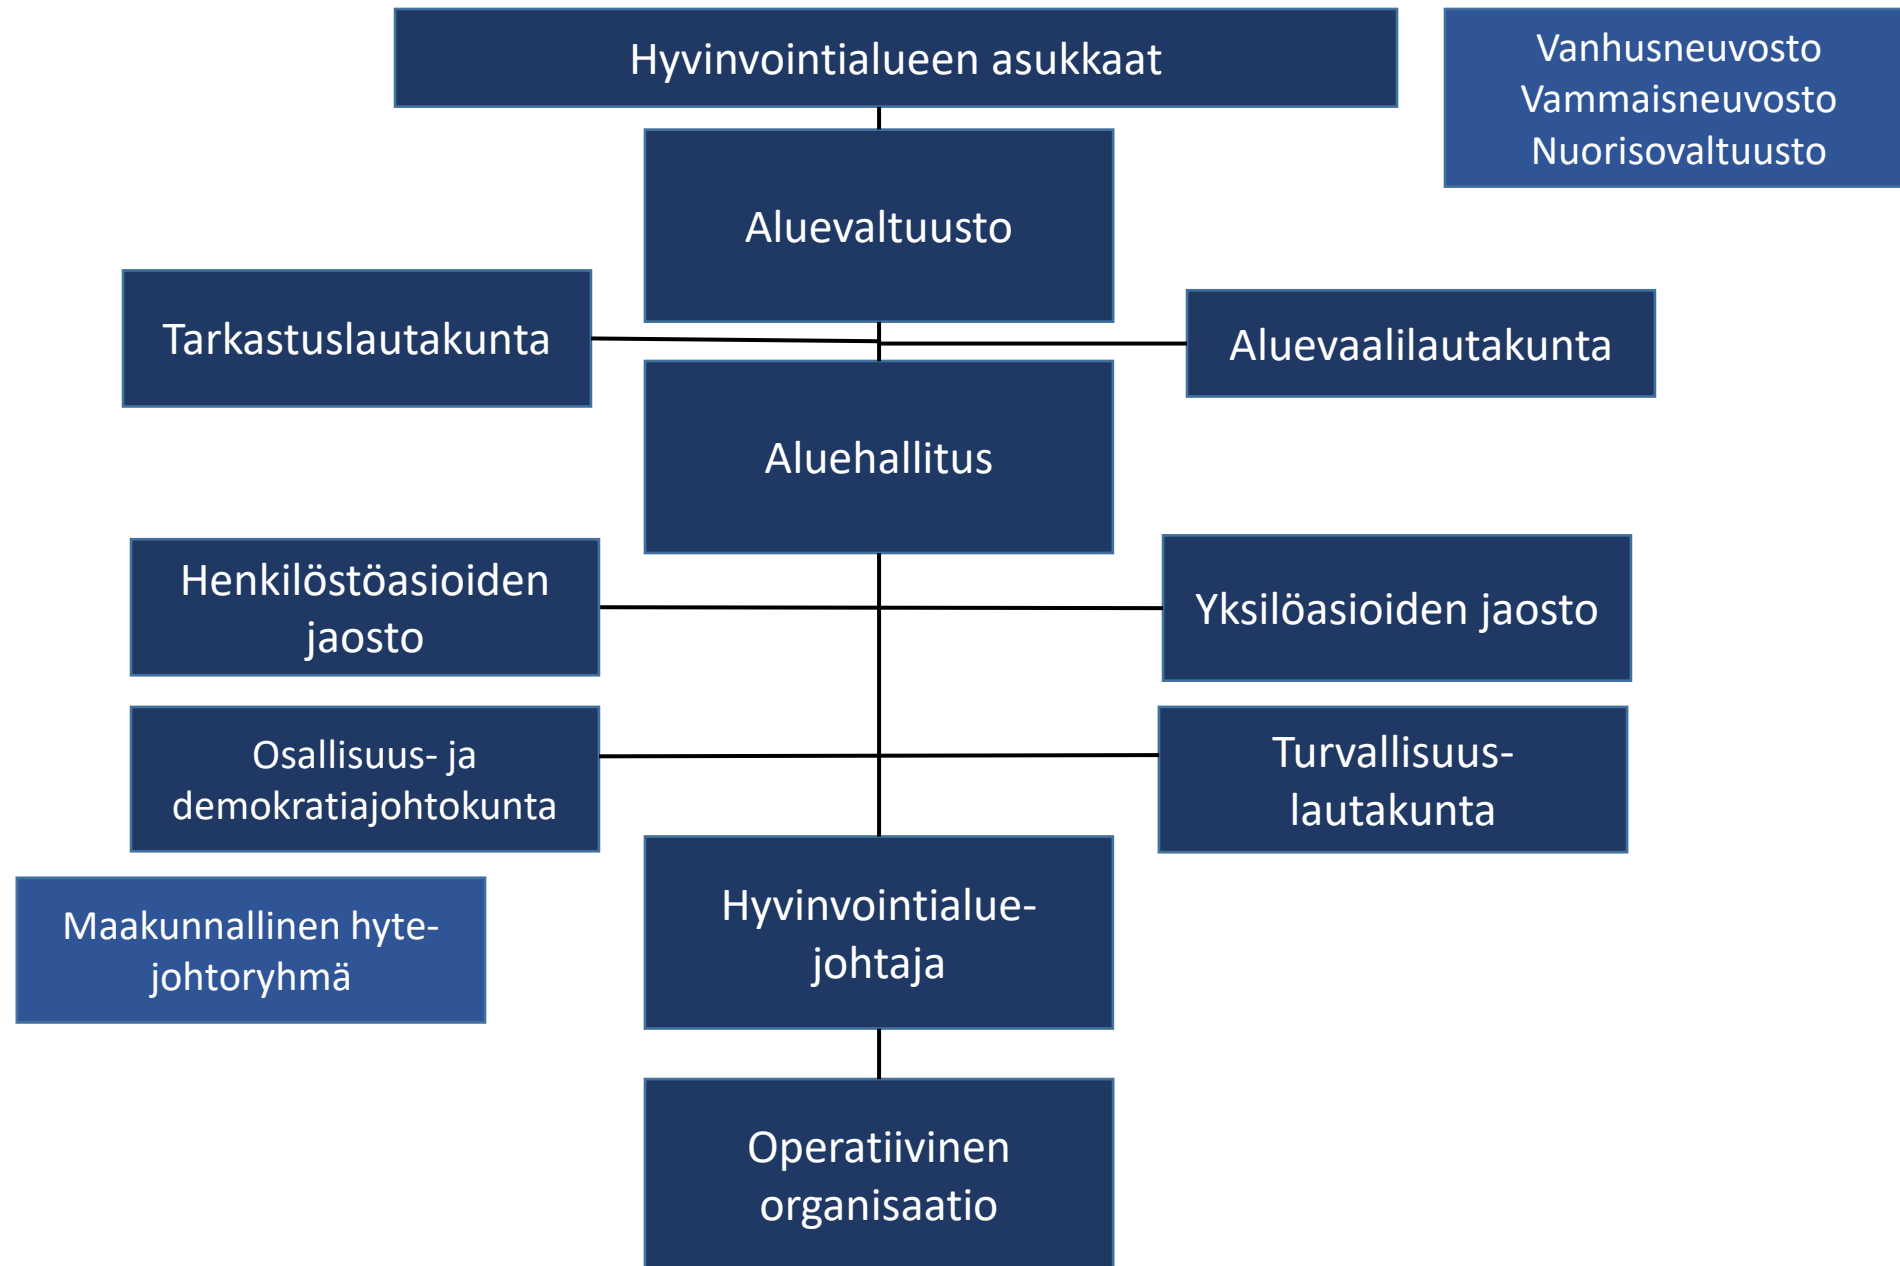 Hyvinvointialueen asukkaat
Vanhusneuvosto
Vammaisneuvosto
Nuorisovaltuusto
Aluevaltuusto
Tarkastuslautakunta
Aluevaalilautakunta
Aluehallitus
Henkilöstöasioiden
jaosto
Yksilöasioiden jaosto
Osallisuus- ja
demokratiajohtokunta
Turvallisuus-
lautakunta
Maakunnallinen hyte-
johtoryhmä
Hyvinvointialue-
johtaja
Operatiivinen
organisaatio